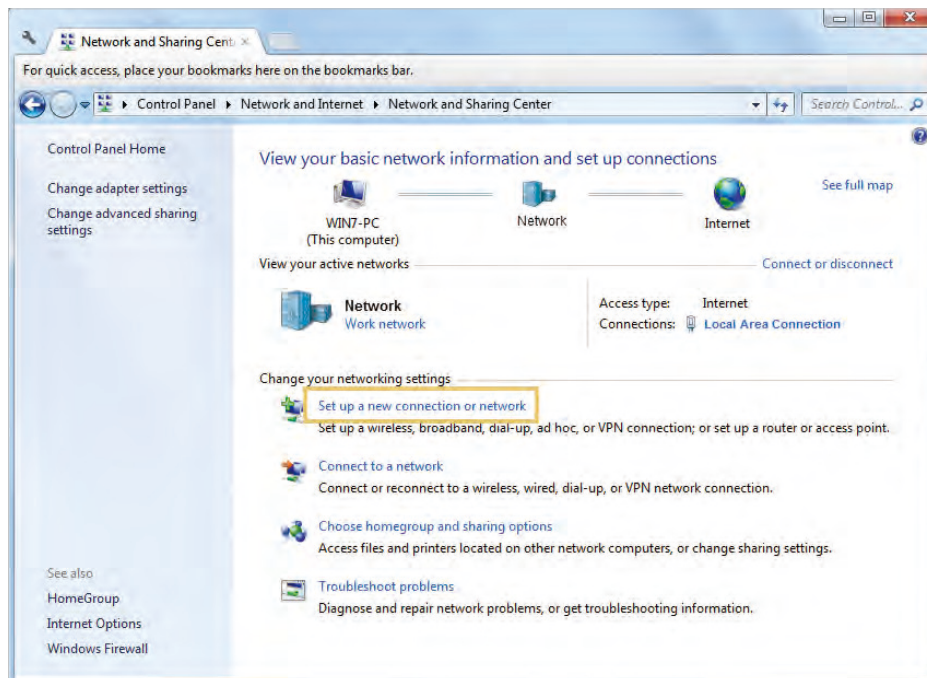 Network and Sharing Cent
For quick access, place your bookmarks here on the bookmarks bar.
Control Panel Network and Internet Network and Sharing Center
Search Control...
Control Panel Home
Change adapter settings
Change advanced sharing
settings
View your basic network information and set up connections
See full map
WIN7-PC
(This computer)
Network
Internet
View your active networks
Connect or disconnect
Network
Work network
Access type: Internet
Connections: Local Area Connection
Change your networking settings
Set up a new connection or network
Set up a wireless, broadband, dial-up, ad hoc, or VPN connection; or set up a router or access point.
Connect to a network
Connect or reconnect to a wireless, wired, dial-up, or VPN network connection.
Choose homegroup and sharing options
Access files and printers located on other network computers, or change sharing settings.
Troubleshoot problems
Diagnose and repair network problems, or get troubleshooting information.
See also
HomeGroup
Internet Options
Windows Firewall